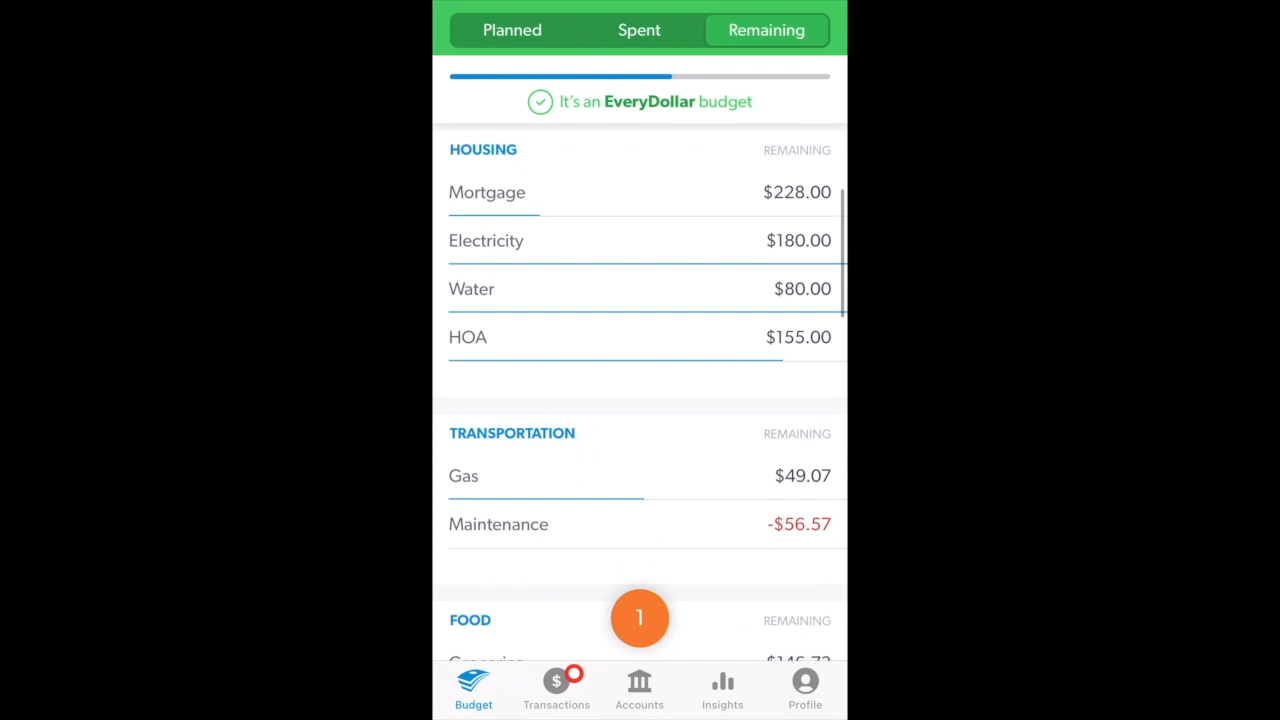 Planned Spent Remaining
It's an EveryDollar budget
HOUSING REMAINING
Mortgage $228.00
Electricity $180.00
Water $80.00
HOA $155.00
TRANSPORTATION REMAINING
Gas $49.07
Maintenance -$56.57
1
FOOD REMAINING
Groceries
$
Budget Transactions Accounts Insights Profile